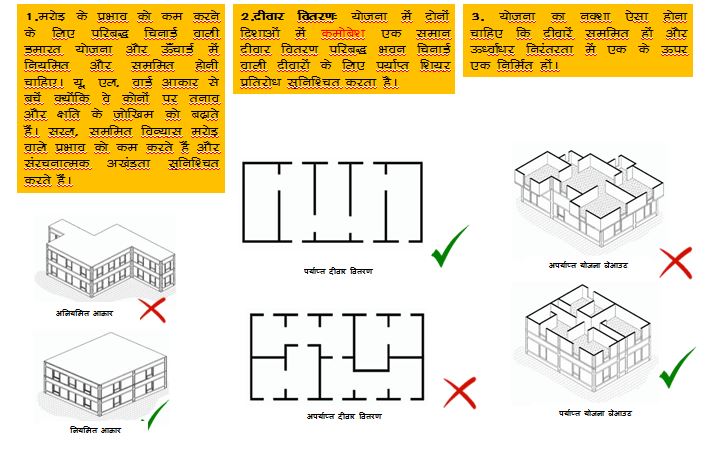 1.मरोड़ के प्रभाव को कम करने
के लिए परिबद्ध चिनाई वाली
इमारत योजना और ऊँचाई में
नियमित और सममित होनी
चाहिए। यू, एल, वाई आकार से
बचें क्योंकि वे कोनों पर तनाव
और क्षति के जोखिम को बढ़ाते
हैं। सरल, सममित विन्यास मरोड़
वाले प्रभाव को कम करते हैं और
संरचनात्मक अखंडता सुनिश्चित
करते हैं।
2.दीवार वितरण: योजना में दोनों
दिशाओं में कमोबेश एक समान
दीवार वितरण परिबद्ध भवन चिनाई
वाली दीवारों के लिए पर्याप्त शियर
प्रतिरोध सुनिश्चित करता है।
3. योजना का नक्शा ऐसा होना
चाहिए कि दीवारें सममित हों और
ऊर्ध्वाधर निरंतरता में एक के ऊपर
एक निर्मित हों।
अनियमित आकार
नियमित आकार
पर्याप्त दीवार वितरण
अपर्याप्त दीवार वितरण
अपर्याप्त योजना लेआउट
पर्याप्त योजना लेआउट